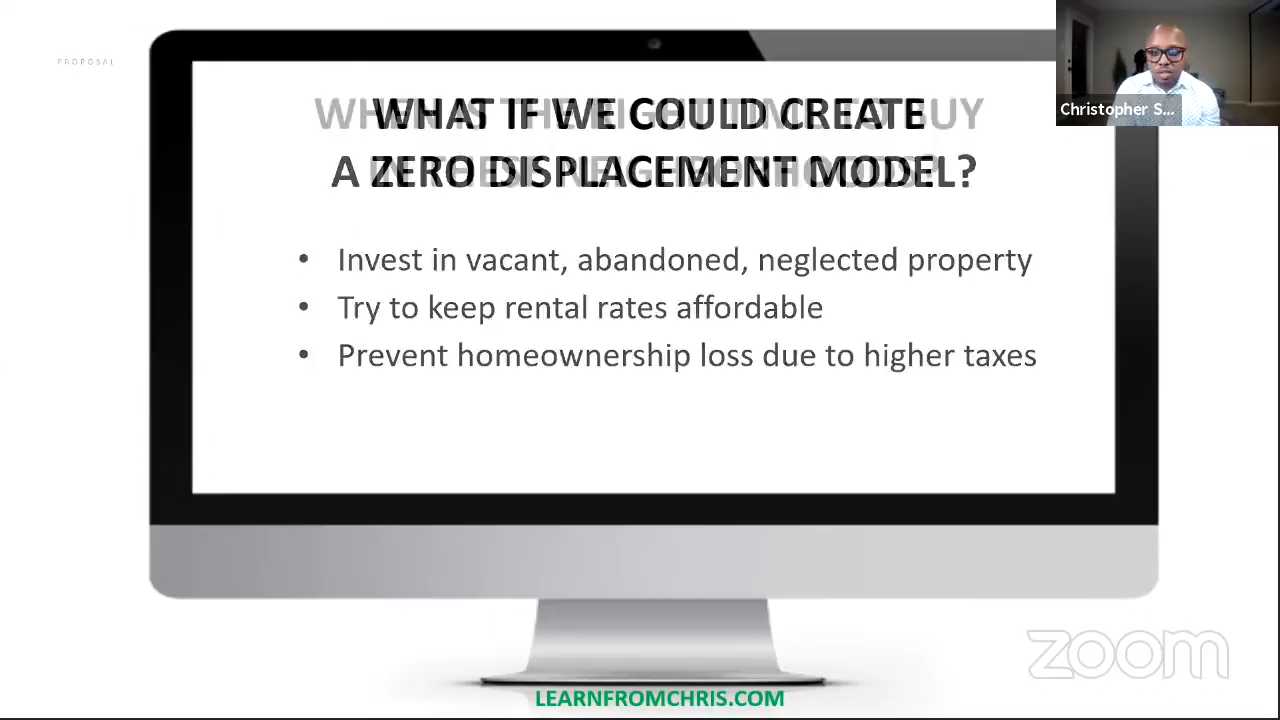 PROPOSAL
WHAT IF WE COULD CREATE
A ZERO DISPLACEMENT MODEL?
• Invest in vacant, abandoned, neglected property
• Try to keep rental rates affordable
• Prevent homeownership loss due to higher taxes
Christopher S...
zoom
LEARNFROMCHRIS.COM